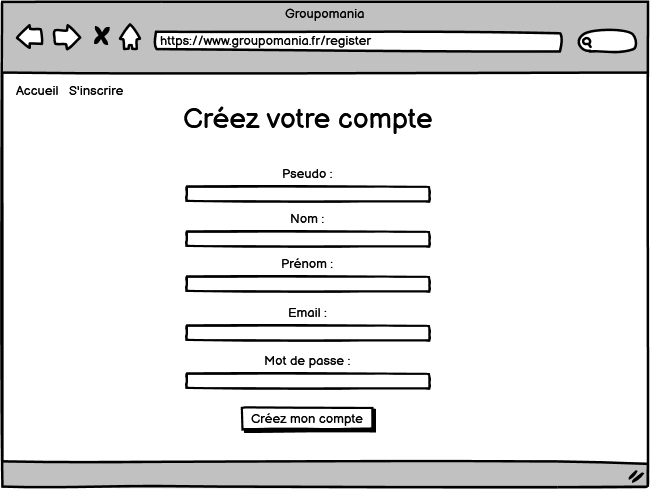 Groupomania
https://www.groupomania.fr/register
Accueil S'inscrire
Créez votre compte
Pseudo :
Nom :
Prénom :
Email :
Mot de passe :
Créez mon compte